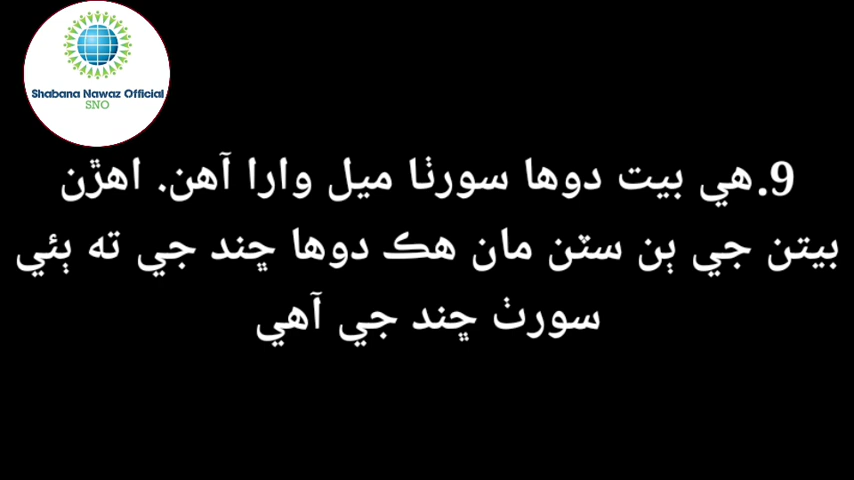 Shabana Nawaz Official
SNO
9.هي بيت دوها سورٺا ميل وارا آهن. اهڙن
بيتن جي ٻن سٽن مان هڪ دوها ڇند جي ته ٻئي
سورٺ ڇند جي آهي